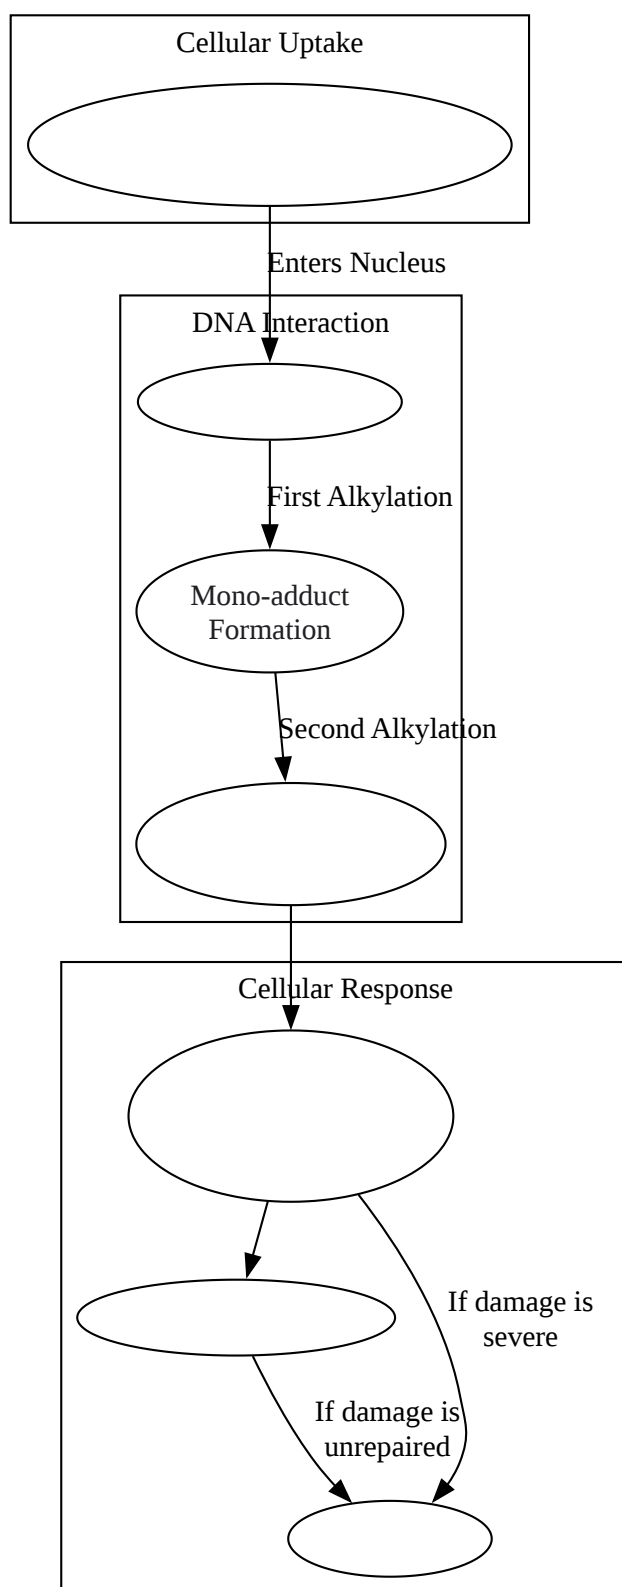 Cellular Uptake
Enters Nucleus
DNA Interaction
First Alkylation
Mono-adduct
Formation
Second Alkylation
Cellular Response
If damage is
severe
If damage is
unrepaired